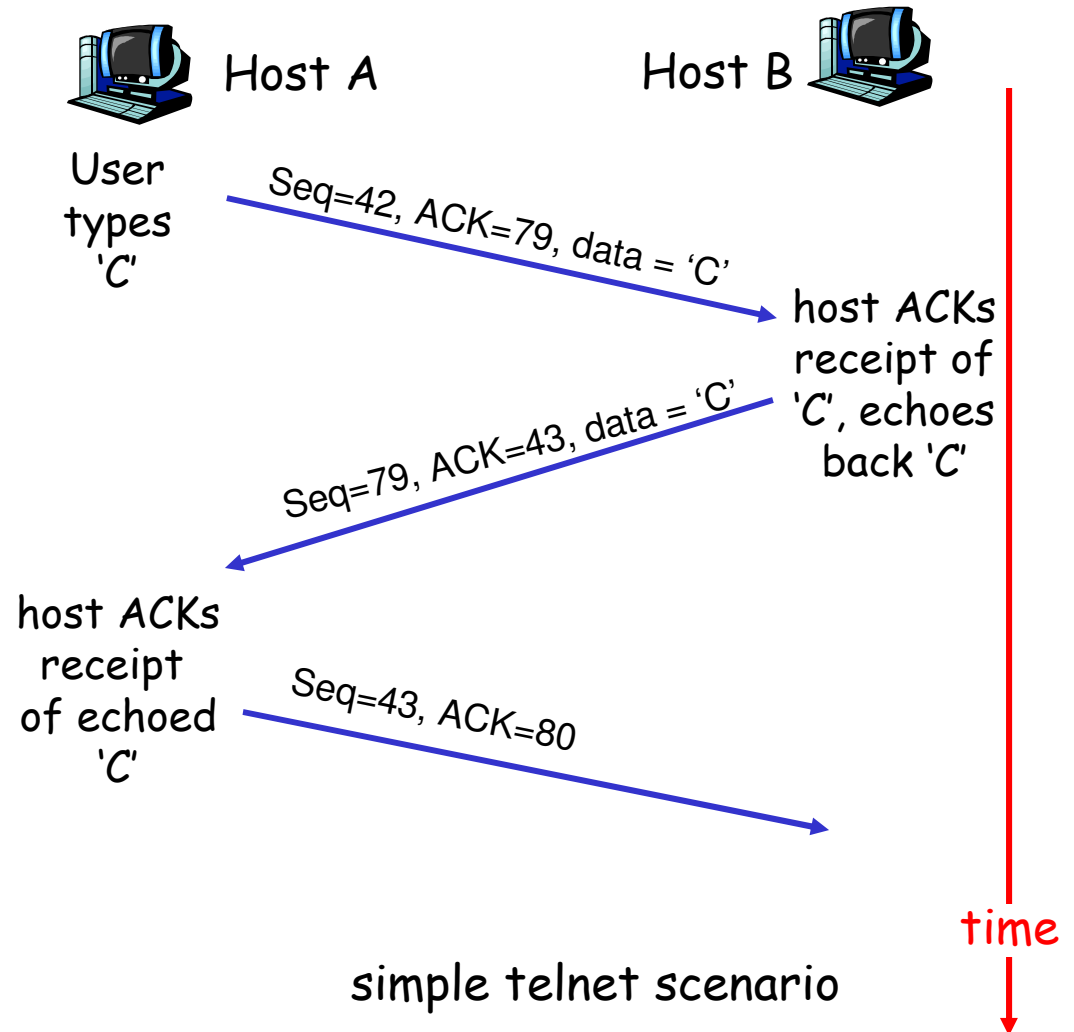 Host A
Host B
User
types
‘C’
Seq=42, ACK=79, data = ‘C’
host ACKs
receipt of
‘C’, echoes
back ‘C’
Seq=79, ACK=43, data = ‘C’
host ACKs
receipt
of echoed
‘C’
Seq=43, ACK=80
time
simple telnet scenario